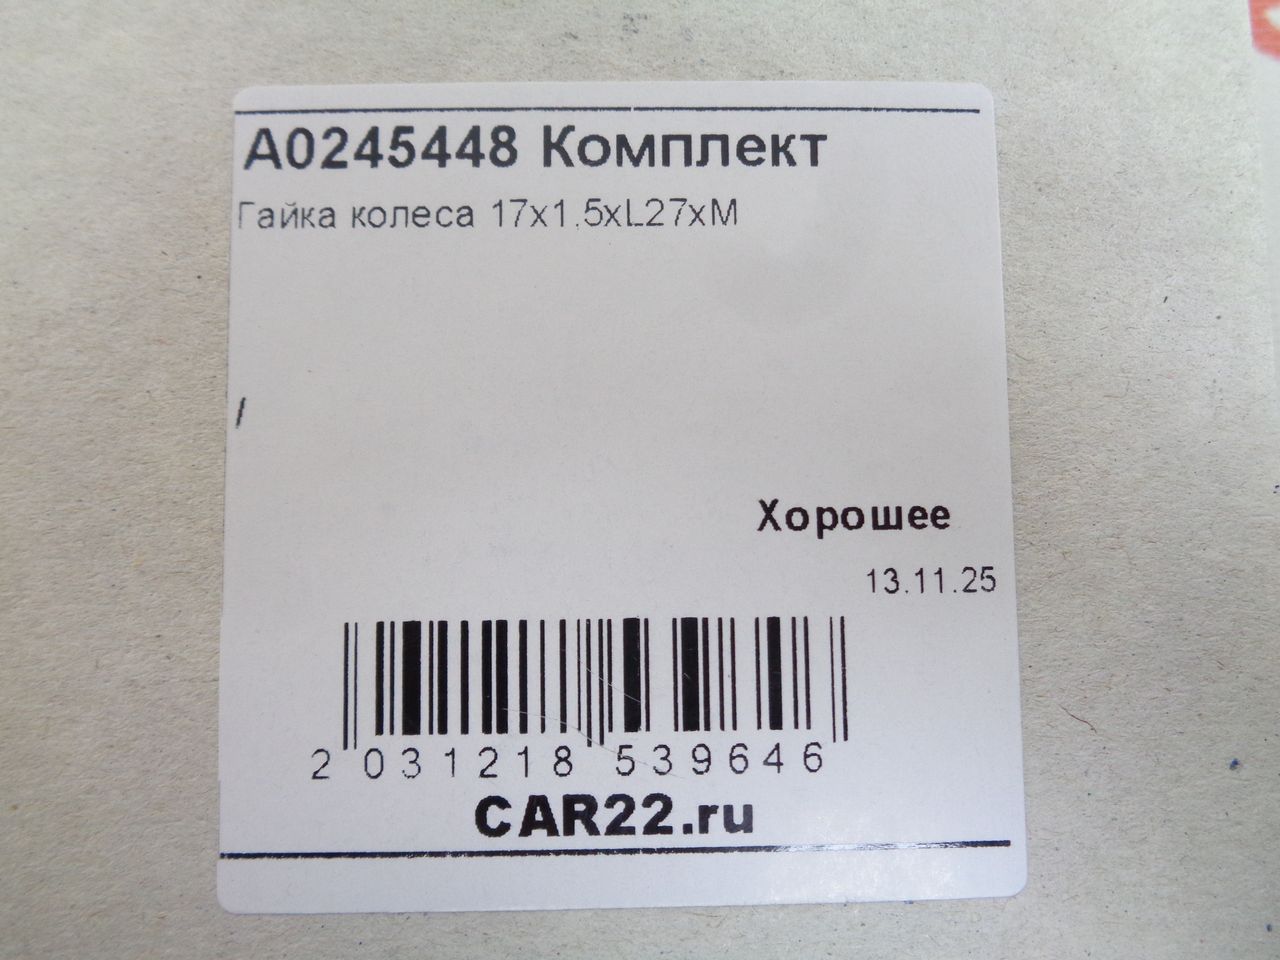 A0245448 Комплект
Гайка колеса 17x1.5xL27xM
/
Хорошее
13.11.25
2 031218 539646
CAR22.ru